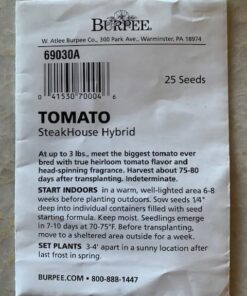 BURPEE.
W. Atlee Burpee Co., 300 Park Ave., Warminster, PA 18974
69030A
0 41530 70004 6
25 Seeds
TOMATO
SteakHouse Hybrid
At up to 3 lbs., meet the biggest tomato ever
bred with true heirloom tomato flavor and
head-spinning fragrance. Harvest about 75-80
days after transplanting. Indeterminate.
START INDOORS in a warm, well-lighted area 6-8
weeks before planting outdoors. Sow seeds 1/4"
deep into individual containers filled with seed
starting formula. Keep moist. Seedlings emerge
in 7-10 days at 70-75°F. Before transplanting,
move to a sheltered area outside for a week.
SET PLANTS 3-4' apart in a sunny location after
last frost in spring.
BURPEE.COM • 800-888-1447